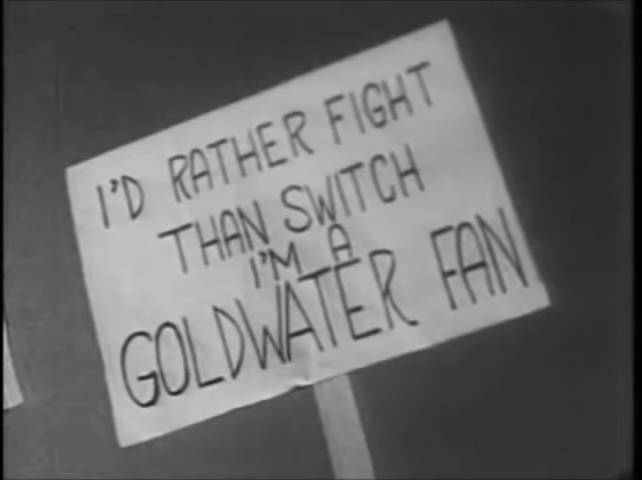 I'D RATHER FIGHT
THAN SWITCH
I'M A
GOLDWATER FAN